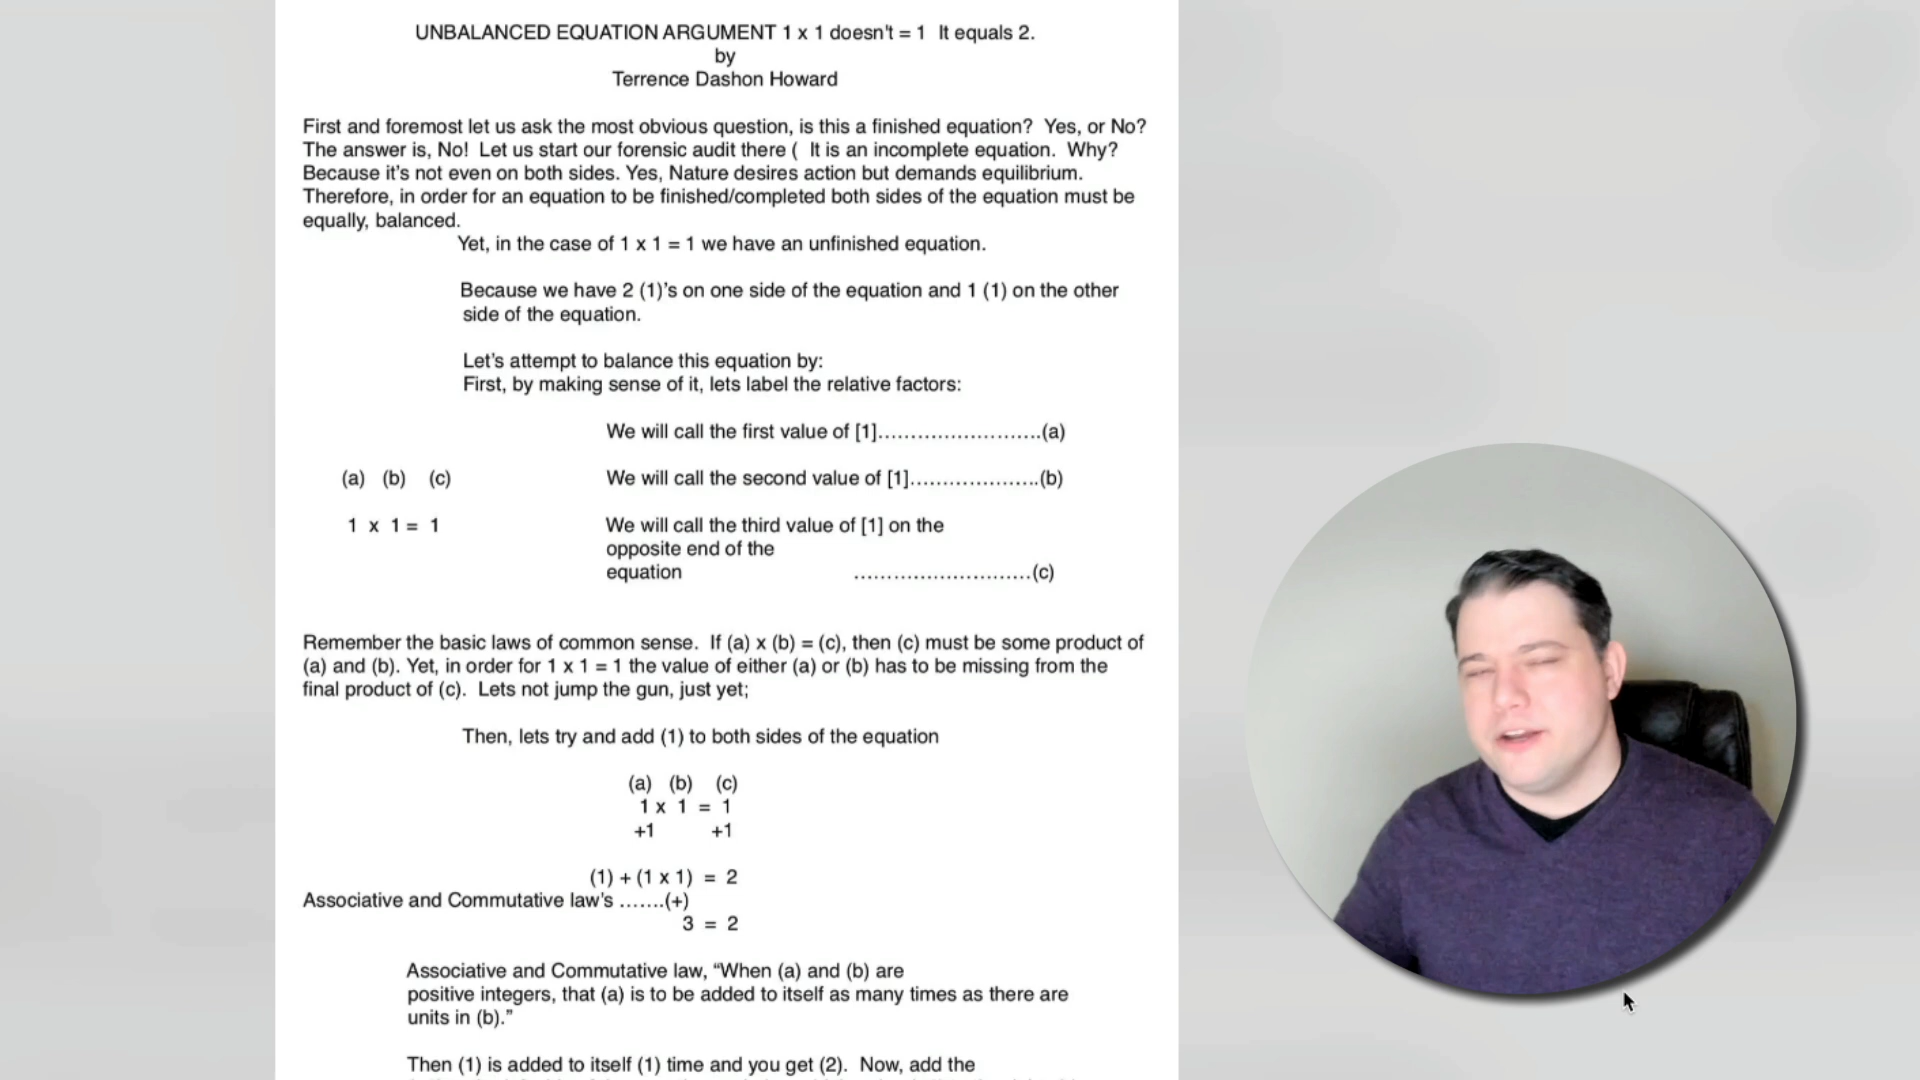 UNBALANCED EQUATION ARGUMENT 1 x 1 doesn't = 1 It equals 2.
by
Terrence Dashon Howard
First and foremost let us ask the most obvious question, is this a finished equation? Yes, or No?
The answer is, No! Let us start our forensic audit there ( It is an incomplete equation. Why?
Because it's not even on both sides. Yes, Nature desires action but demands equilibrium.
Therefore, in order for an equation to be finished/completed both sides of the equation must be
equally, balanced.
Yet, in the case of 1 x 1 = 1 we have an unfinished equation.
Because we have 2 (1)'s on one side of the equation and 1 (1) on the other
side of the equation.
Let's attempt to balance this equation by:
First, by making sense of it, lets label the relative factors:
We will call the first value of [1].........................(a)
(a) (b) (c) We will call the second value of [1]....................(b)
1 x 1 = 1 We will call the third value of [1] on the
opposite end of the
equation ...........................(c)
Remember the basic laws of common sense. If (a) x (b) = (c), then (c) must be some product of
(a) and (b). Yet, in order for 1 x 1 = 1 the value of either (a) or (b) has to be missing from the
final product of (c). Lets not jump the gun, just yet;
Then, lets try and add (1) to both sides of the equation
(a) (b) (c)
1 x 1 = 1
+1 +1
(1) + (1 x 1) = 2
Associative and Commutative law's .......(+)
3 = 2
Associative and Commutative law, “When (a) and (b) are
positive integers, that (a) is to be added to itself as many times as there are
units in (b).”
Then (1) is added to itself (1) time and you get (2). Now, add the